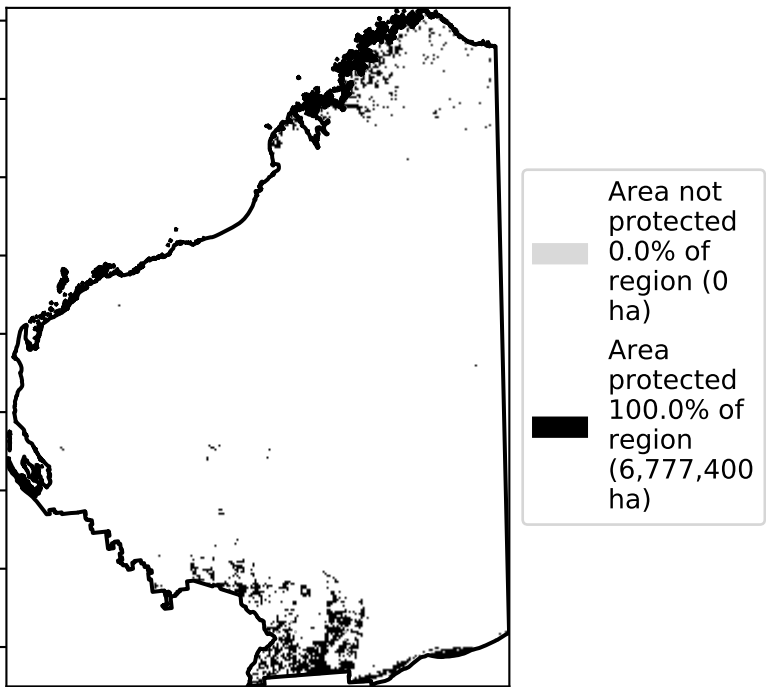 Area not
protected
0.0% of
region (0
ha)
Area
protected
100.0% of
region
(6,777,400
ha)